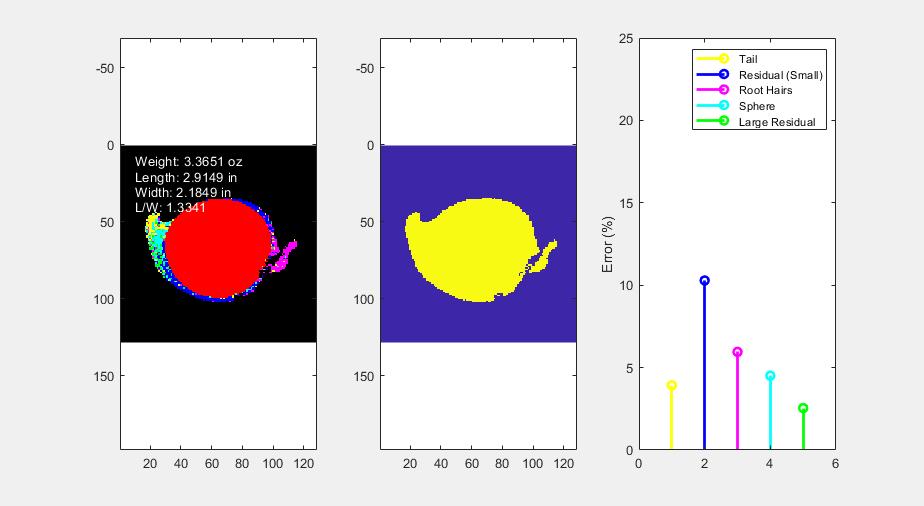 Weight: 3.3651 oz
Length: 2.9149 in
Width: 2.1849 in
L/W: 1.3341
-50
0
50
100
150
20 40 60 80 100 120
-50
0
50
100
150
20 40 60 80 100 120
Error (%)
25
20
15
10
5
0
0 2 4 6
Tail
Residual (Small)
Root Hairs
Sphere
Large Residual